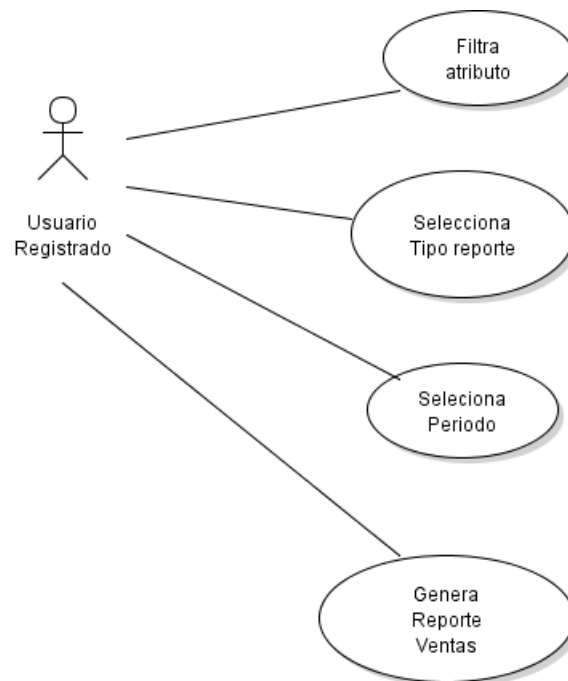 Filtra
atributo
Usuario
Registrado
Selecciona
Tipo reporte
Seleciona
Periodo
Genera
Reporte
Ventas